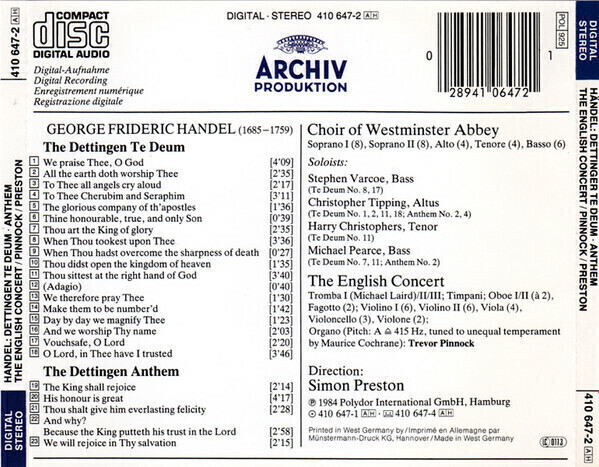 COMPACT
disc
DIGITAL AUDIO
Digital-Aufnahme
Digital Recording
Enregistrement numérique
Registrazione digitale
DIGITAL · STEREO 410 647-2 AH
ARCHIV
PRODUKTION
POL 925
0
28941 06472
1
GEORGE FRIDERIC HANDEL (1685–1759)
The Dettingen Te Deum
1 We praise Thee, O God [4'09]
2 All the earth doth worship Thee [2'35]
3 To Thee all angels cry aloud [2'17]
4 To Thee Cherubim and Seraphim [3'11]
5 The glorious company of th'apostles [1'36]
6 Thine honourable, true, and only Son [0'39]
7 Thou art the King of glory [2'35]
8 When Thou tookest upon Thee [3'36]
9 When Thou hadst overcome the sharpness of death [0'27]
10 Thou didst open the kingdom of heaven [1'35]
11 Thou sittest at the right hand of God [3'40]
12 (Adagio) [0'40]
13 We therefore pray Thee [1'30]
14 Make them to be number'd [1'42]
15 Day by day we magnify Thee [1'23]
16 And we worship Thy name [2'03]
17 Vouchsafe, O Lord [2'20]
18 O Lord, in Thee have I trusted [3'46]
The Dettingen Anthem
19 The King shall rejoice [2'14]
20 His honour is great [4'17]
21 Thou shalt give him everlasting felicity [2'28]
22 And why?
Because the King putteth his trust in the Lord [2'58]
23 We will rejoice in Thy salvation [2'15]
Choir of Westminster Abbey
Soprano I (8), Soprano II (8), Alto (4), Tenore (4), Basso (6)
Soloists:
Stephen Varcoe, Bass
(Te Deum No. 8, 17)
Christopher Tipping, Altus
(Te Deum No. 1, 2, 11, 18; Anthem No. 2, 4)
Harry Christophers, Tenor
(Te Deum No. 11)
Michael Pearce, Bass
(Te Deum No. 7, 11; Anthem No. 2)
The English Concert
Tromba I (Michael Laird)/II/III; Timpani; Oboe I/II (à 2),
Fagotto (2); Violino I (6), Violino II (6), Viola (4),
Violoncello (3), Violone (2);
Organo (Pitch: A ≙ 415 Hz, tuned to unequal temperament
by Maurice Cochrane): Trevor Pinnock
Direction:
Simon Preston
℗ 1984 Polydor International GmbH, Hamburg
410 647-1 AH · 410 647-4 AH
Printed in West Germany by / Imprimé en Allemagne par
Münstermann-Druck KG, Hannover / Made in West Germany
0113
DIGITAL STEREO
HANDEL: DETTINGER TE DEUM · ANTHEM
THE ENGLISH CONCERT / PINNOCK / PRESTON
410 647-2 AH
DIGITAL STEREO
HÄNDEL: DETTINGER TE DEUM · ANTHEM
THE ENGLISH CONCERT / PINNOCK / PRESTON
410 647-2 AH